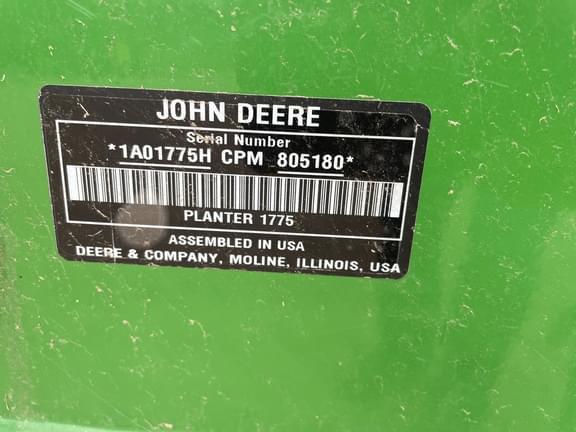 JOHN DEERE
Serial Number
*1A01775H CPM 805180*
PLANTER 1775
ASSEMBLED IN USA
DEERE & COMPANY, MOLINE, ILLINOIS, USA